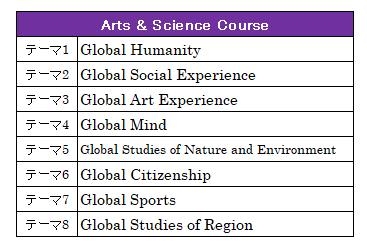 Arts & Science Course
テーマ1 Global Humanity
テーマ2 Global Social Experience
テーマ3 Global Art Experience
テーマ4 Global Mind
テーマ5 Global Studies of Nature and Environment
テーマ6 Global Citizenship
テーマ7 Global Sports
テーマ8 Global Studies of Region